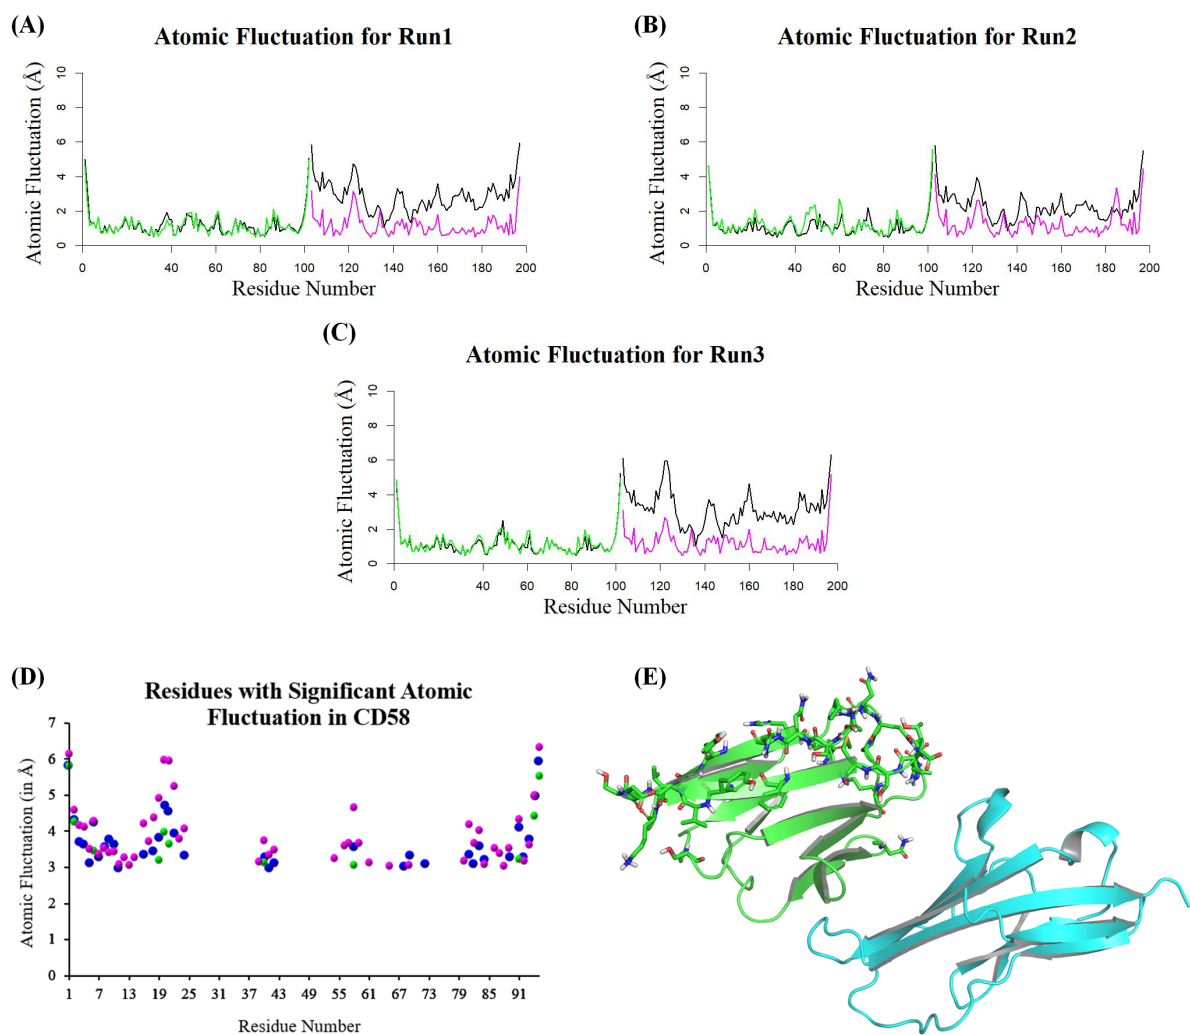 (A)
Atomic Fluctuation for Run1
Atomic Fluctuation (Å)
10
8
6
4
2
0
0 40 60 80 100 120 140 160 180 200
Residue Number
(B)
Atomic Fluctuation for Run2
Atomic Fluctuation (Å)
10
8
6
4
2
0
0 40 60 80 100 120 140 160 180 200
Residue Number
(C)
Atomic Fluctuation for Run3
Atomic Fluctuation (Å)
10
8
6
4
2
0
0 40 60 80 100 120 140 160 180 200
Residue Number
(D)
Residues with Significant Atomic
Fluctuation in CD58
Atomic Fluctuation (in Å)
7
6
5
4
3
2
1
0
1 7 13 19 25 31 37 43 49 55 61 67 73 79 85 91
Residue Number
(E)